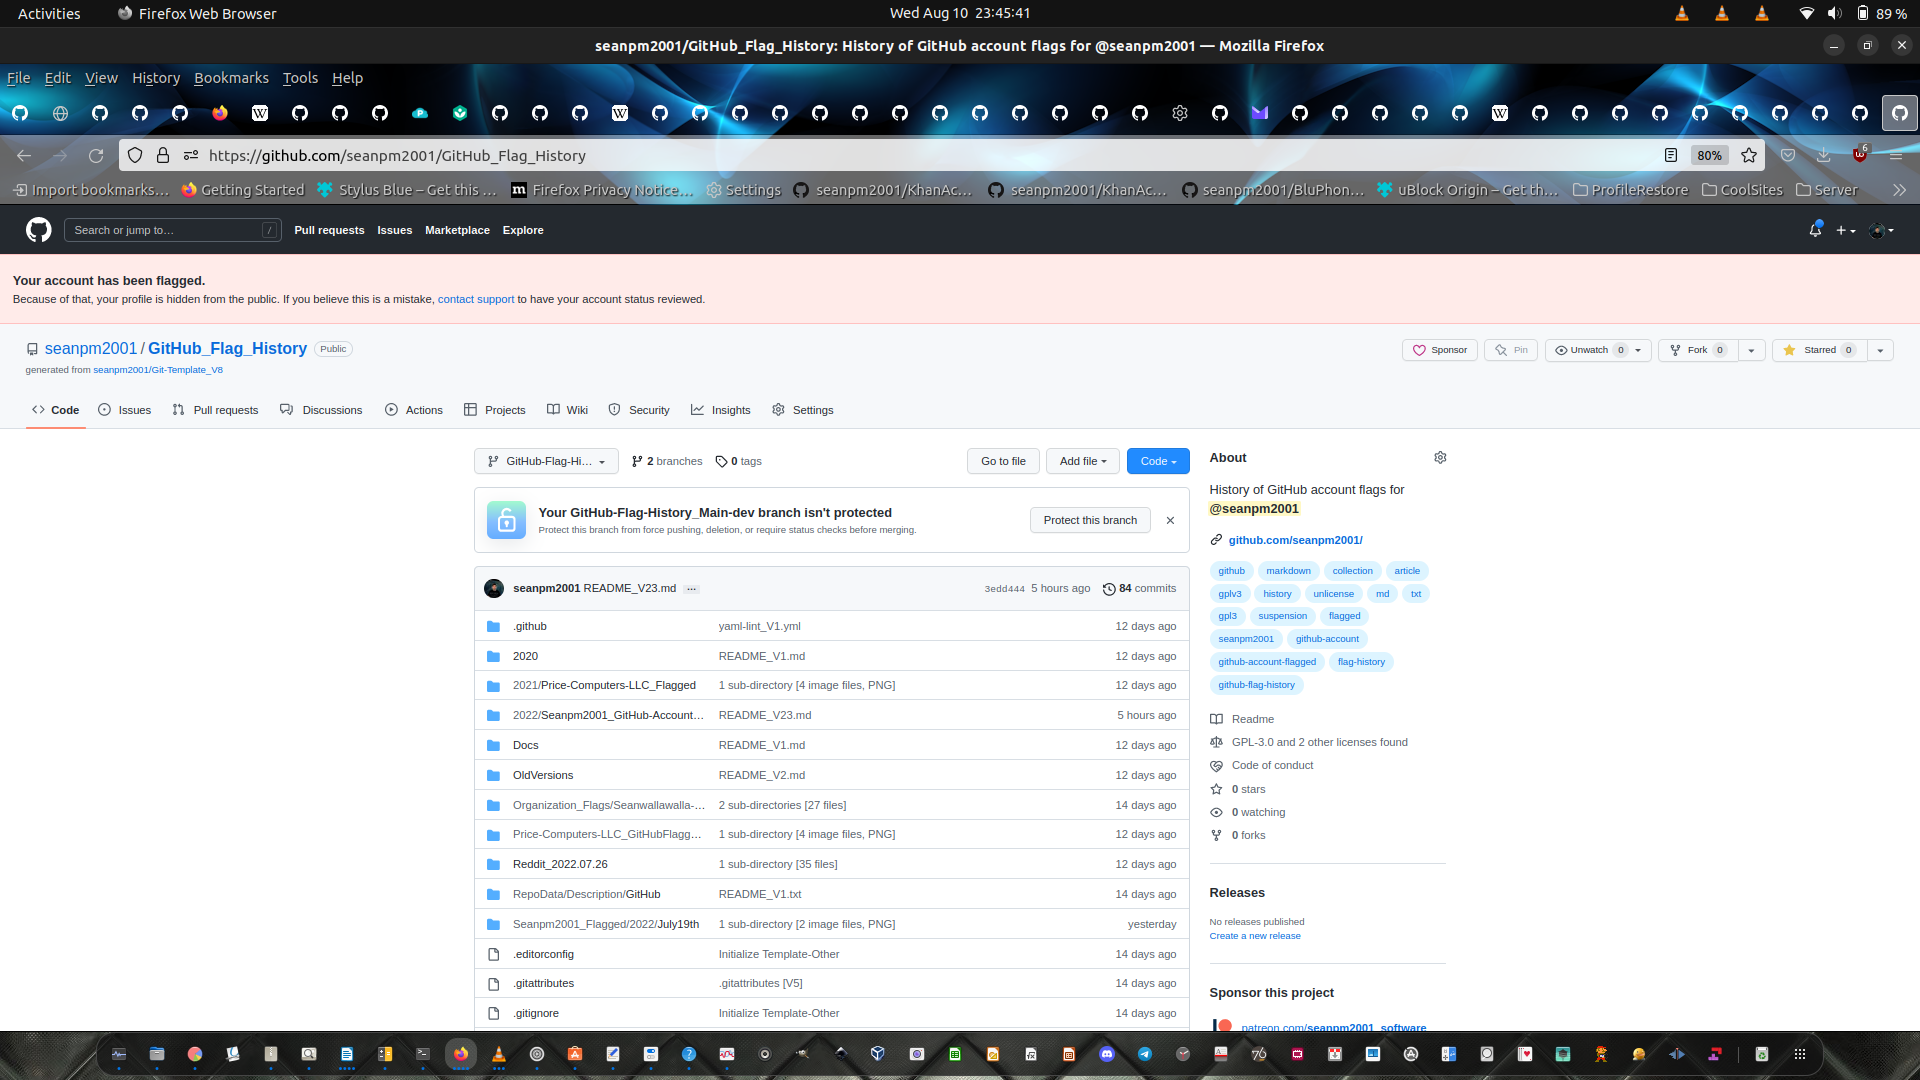 Activities Firefox Web Browser Wed Aug 10 23:45:41 89 %
seanpm2001/GitHub_Flag_History: History of GitHub account flags for @seanpm2001 — Mozilla Firefox
File Edit View History Bookmarks Tools Help
https://github.com/seanpm2001/GitHub_Flag_History 80% 6
Import bookmarks… Getting Started Stylus Blue – Get this … Firefox Privacy Notice… Settings seanpm2001/KhanAc… seanpm2001/KhanAc… seanpm2001/BluPhon… uBlock Origin – Get th… ProfileRestore CoolSites Server
Search or jump to… / Pull requests Issues Marketplace Explore
Your account has been flagged.
Because of that, your profile is hidden from the public. If you believe this is a mistake, contact support to have your account status reviewed.
seanpm2001 / GitHub_Flag_History Public Sponsor Pin Unwatch 0 Fork 0 Starred 0
generated from seanpm2001/Git-Template_V8
Code Issues Pull requests Discussions Actions Projects Wiki Security Insights Settings
GitHub-Flag-Hi… 2 branches 0 tags Go to file Add file Code
Your GitHub-Flag-History_Main-dev branch isn't protected
Protect this branch from force pushing, deletion, or require status checks before merging.
Protect this branch
seanpm2001 README_V23.md … 3edd444 5 hours ago 84 commits
.github yaml-lint_V1.yml 12 days ago
2020 README_V1.md 12 days ago
2021/Price-Computers-LLC_Flagged 1 sub-directory [4 image files, PNG] 12 days ago
2022/Seanpm2001_GitHub-Account… README_V23.md 5 hours ago
Docs README_V1.md 12 days ago
OldVersions README_V2.md 12 days ago
Organization_Flags/Seanwallawalla-… 2 sub-directories [27 files] 14 days ago
Price-Computers-LLC_GitHubFlagg… 1 sub-directory [4 image files, PNG] 12 days ago
Reddit_2022.07.26 1 sub-directory [35 files] 12 days ago
RepoData/Description/GitHub README_V1.txt 14 days ago
Seanpm2001_Flagged/2022/July19th 1 sub-directory [2 image files, PNG] yesterday
.editorconfig Initialize Template-Other 14 days ago
.gitattributes .gitattributes [V5] 14 days ago
.gitignore Initialize Template-Other 14 days ago
About
History of GitHub account flags for
@seanpm2001
github.com/seanpm2001/
github markdown collection article
gplv3 history unlicense md txt
gpl3 suspension flagged
seanpm2001 github-account
github-account-flagged flag-history
github-flag-history
Readme
GPL-3.0 and 2 other licenses found
Code of conduct
0 stars
0 watching
0 forks
Releases
No releases published
Create a new release
Sponsor this project
patreon.com/seanpm2001_software